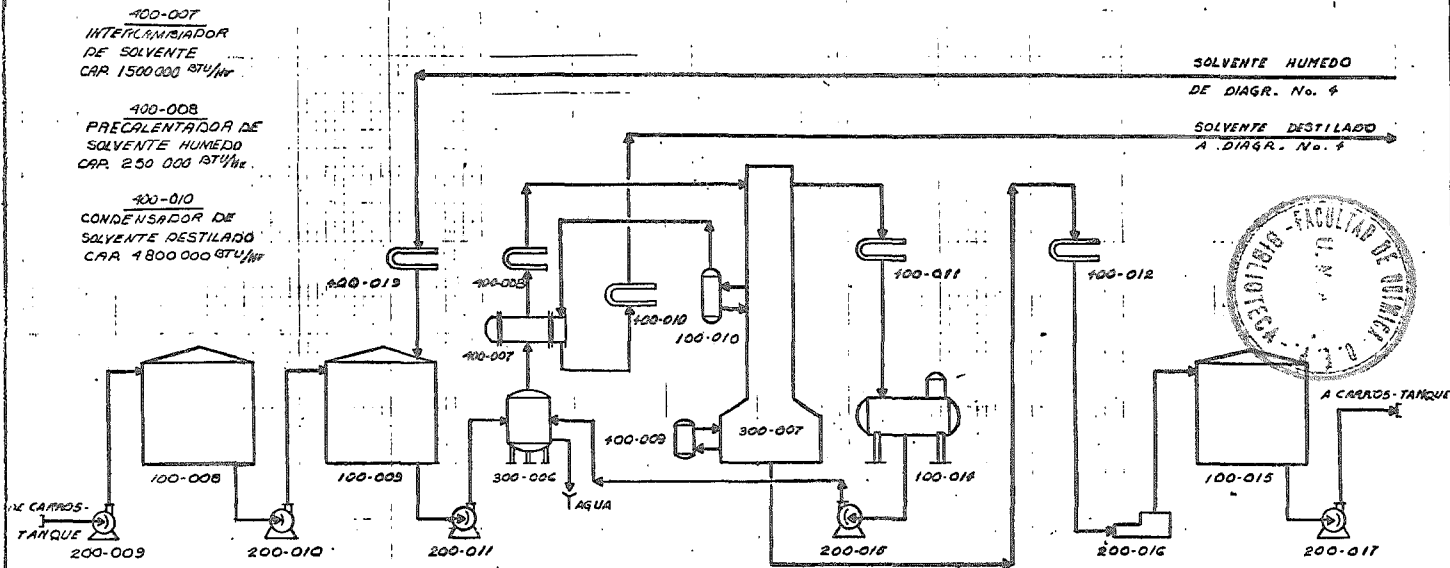 400-007
INTERCAMBIADOR
DE SOLVENTE
CAP. 1500000 BTU/Hr
400-008
PRECALENTADOR DE
SOLVENTE HUMEDO
CAP. 250 000 BTU/Hr
400-010
CONDENSADOR DE
SOLVENTE DESTILADO
CAP. 4800000 BTU/Hr
SOLVENTE HUMEDO
DE DIAGR. No. 4
SOLVENTE DESTILADO
A DIAGR. No. 4
FACULTAD DE QUIMICA
BIBLIOTECA
400-013
400-008
400-010
100-010
400-011
400-012
400-007
400-009
300-007
100-008
100-009
300-006
100-014
100-015
A CARROS-TANQUE
AGUA
DE CARROS-
TANQUE
200-009
200-010
200-011
200-015
200-016
200-017